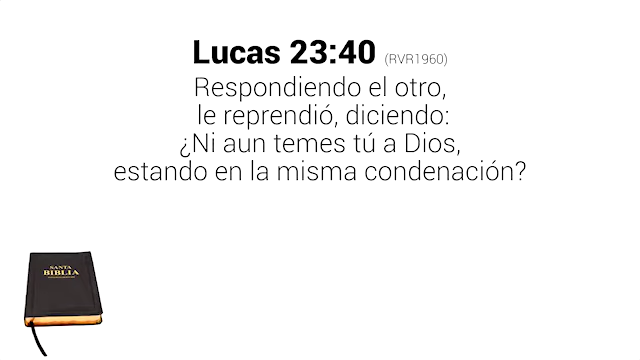 Lucas 23:40 (RVR1960)
Respondiendo el otro,
le reprendió, diciendo:
¿Ni aun temes tú a Dios,
estando en la misma condenación?
SANTA
BIBLIA